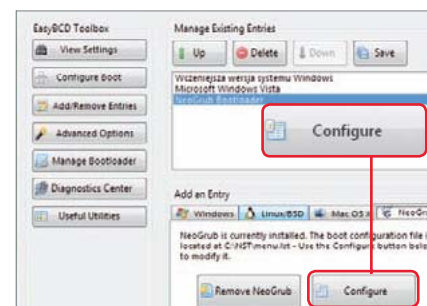 EasyBCD Toolbox
View Settings
Configure Boot
Add/Remove Entries
Advanced Options
Manage Bootloader
Diagnostics Center
Useful Utilities
Manage Existing Entries
Up
Delete
Down
Save
Wcześniejsza wersja systemu Windows
Microsoft Windows Vista
NeoGrub Bootloader
Configure
Add an Entry
Windows
Linux/BSD
Mac OS X
NeoGr
NeoGrub is currently installed. The boot configuration file i
located at C:\NST\menu.lst - Use the Configure button belo
to modify it.
Remove NeoGrub
Configure